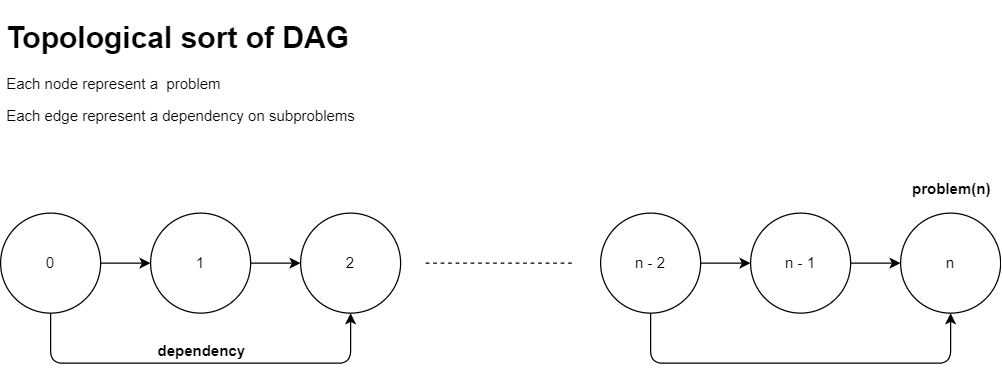 Topological sort of DAG
Each node represent a  problem
Each edge represent a dependency on subproblems
problem(n)
0
1
2
n - 2
n - 1
n
dependency